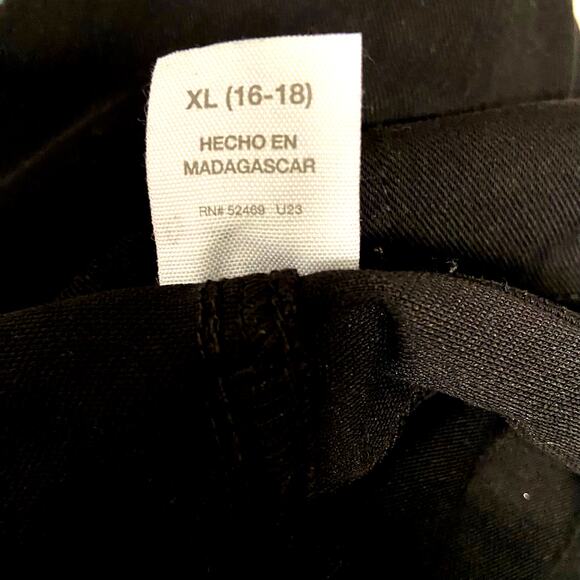 XL (16-18)
HECHO EN
MADAGASCAR
RN# 52469 U23